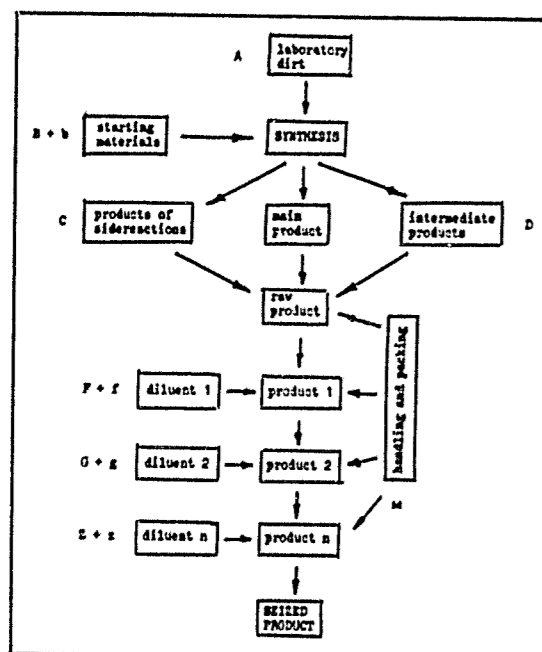 A
laboratory
dirt
B + b
starting
materials
SYNTHESIS
C
products of
sidereactions
main
product
intermediate
products
D
raw
product
handling and packing
F + f
diluent 1
product 1
G + g
diluent 2
product 2
M
Z + z
diluent n
product n
SEIZED
PRODUCT